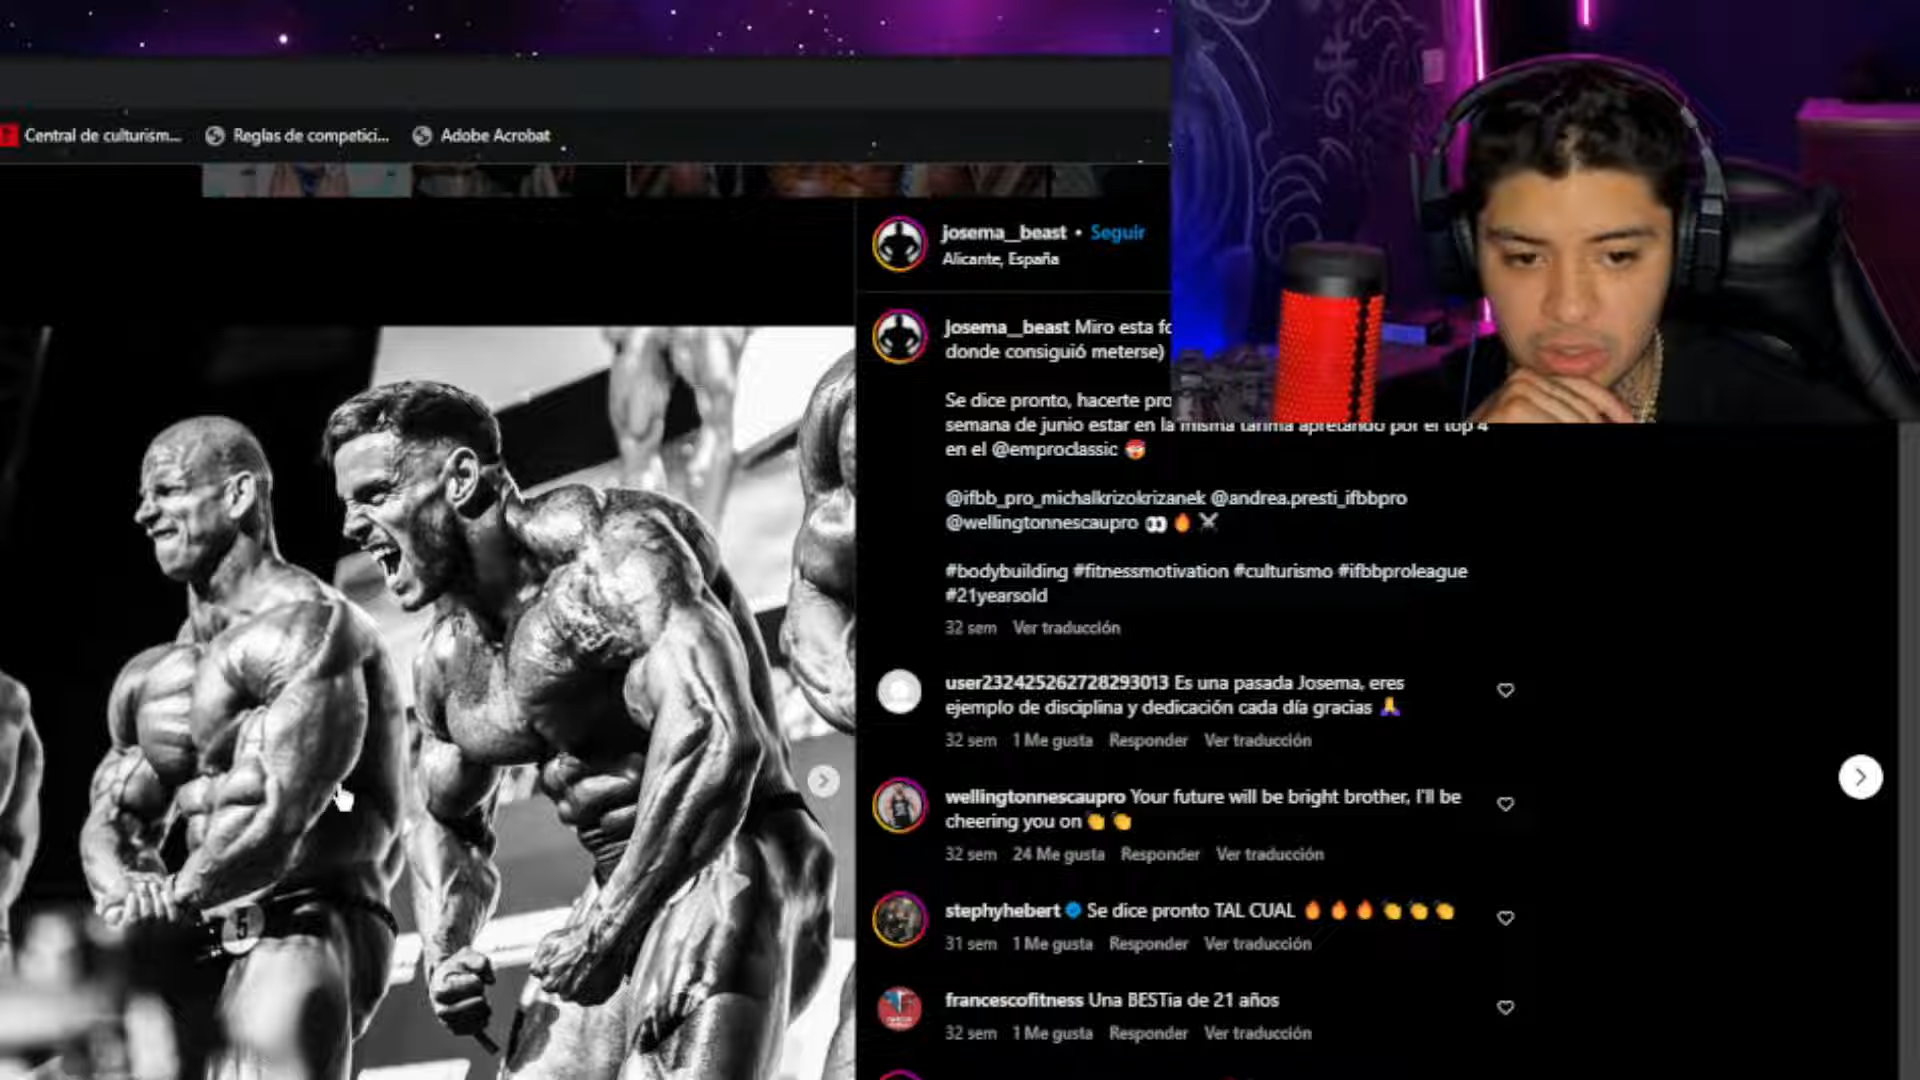 Central de culturism...
Reglas de competici...
Adobe Acrobat
josema__beast • Seguir
Alicante, España
Josema__beast Miro esta fo
donde consiguió meterse)
Se dice pronto, hacerte pro
semana de junio estar en la misma tarima apretando por el top 4
en el @emproclassic
@ifbb_pro_michalkrizokrizanek @andrea.presti_ifbbpro
@wellingtonnescaupro 👀 🔥 ⚔
#bodybuilding #fitnessmotivation #culturismo #ifbbproleague
#21yearsold
32 sem Ver traducción
user232425262728293013 Es una pasada Josema, eres
ejemplo de disciplina y dedicación cada día gracias 🙏
32 sem 1 Me gusta Responder Ver traducción
wellingtonnescaupro Your future will be bright brother, I'll be
cheering you on 👏 👏
32 sem 24 Me gusta Responder Ver traducción
stephyhebert Se dice pronto TAL CUAL 🔥 🔥 🔥 👏 👏 👏
31 sem 1 Me gusta Responder Ver traducción
francescofitness Una BESTia de 21 años
32 sem 1 Me gusta Responder Ver traducción
5